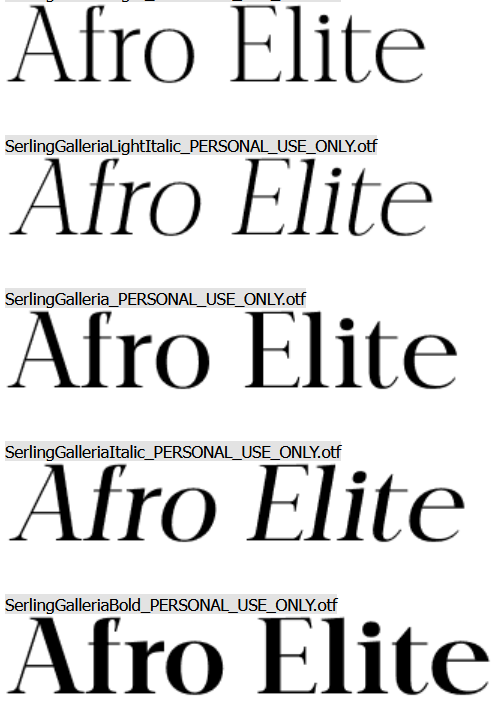 Afro Elite
SerlingGalleriaLightItalic_PERSONAL_USE_ONLY.otf
Afro Elite
SerlingGalleria_PERSONAL_USE_ONLY.otf
Afro Elite
SerlingGalleriaItalic_PERSONAL_USE_ONLY.otf
Afro Elite
SerlingGalleriaBold_PERSONAL_USE_ONLY.otf
Afro Elite